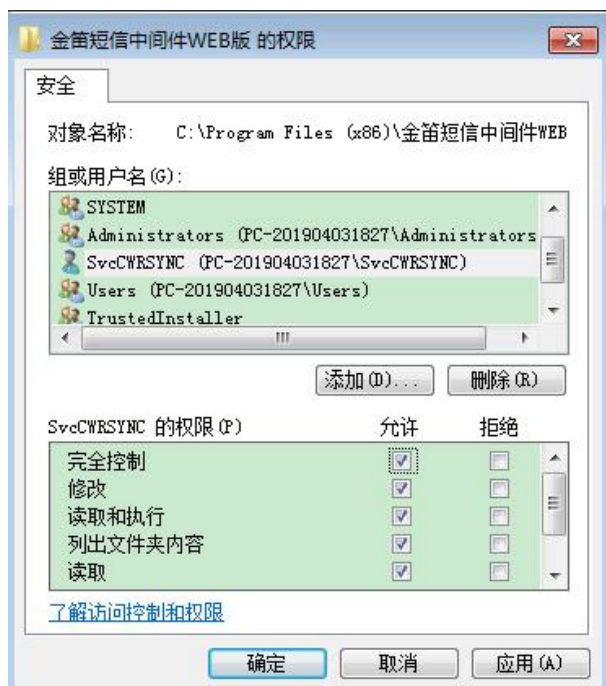 金笛短信中间件WEB版 的权限
安全
对象名称: C:\Program Files (x86)\金笛短信中间件WEB
组或用户名(G):
SYSTEM
Administrators (PC-201904031827\Administrators
SvcCWRSYNC (PC-201904031827\SvcCWRSYNC)
Users (PC-201904031827\Users)
TrustedInstaller
添加(D)... 删除(R)
SvcCWRSYNC 的权限(P) 允许 拒绝
完全控制
修改
读取和执行
列出文件夹内容
读取
了解访问控制和权限
确定 取消 应用(A)